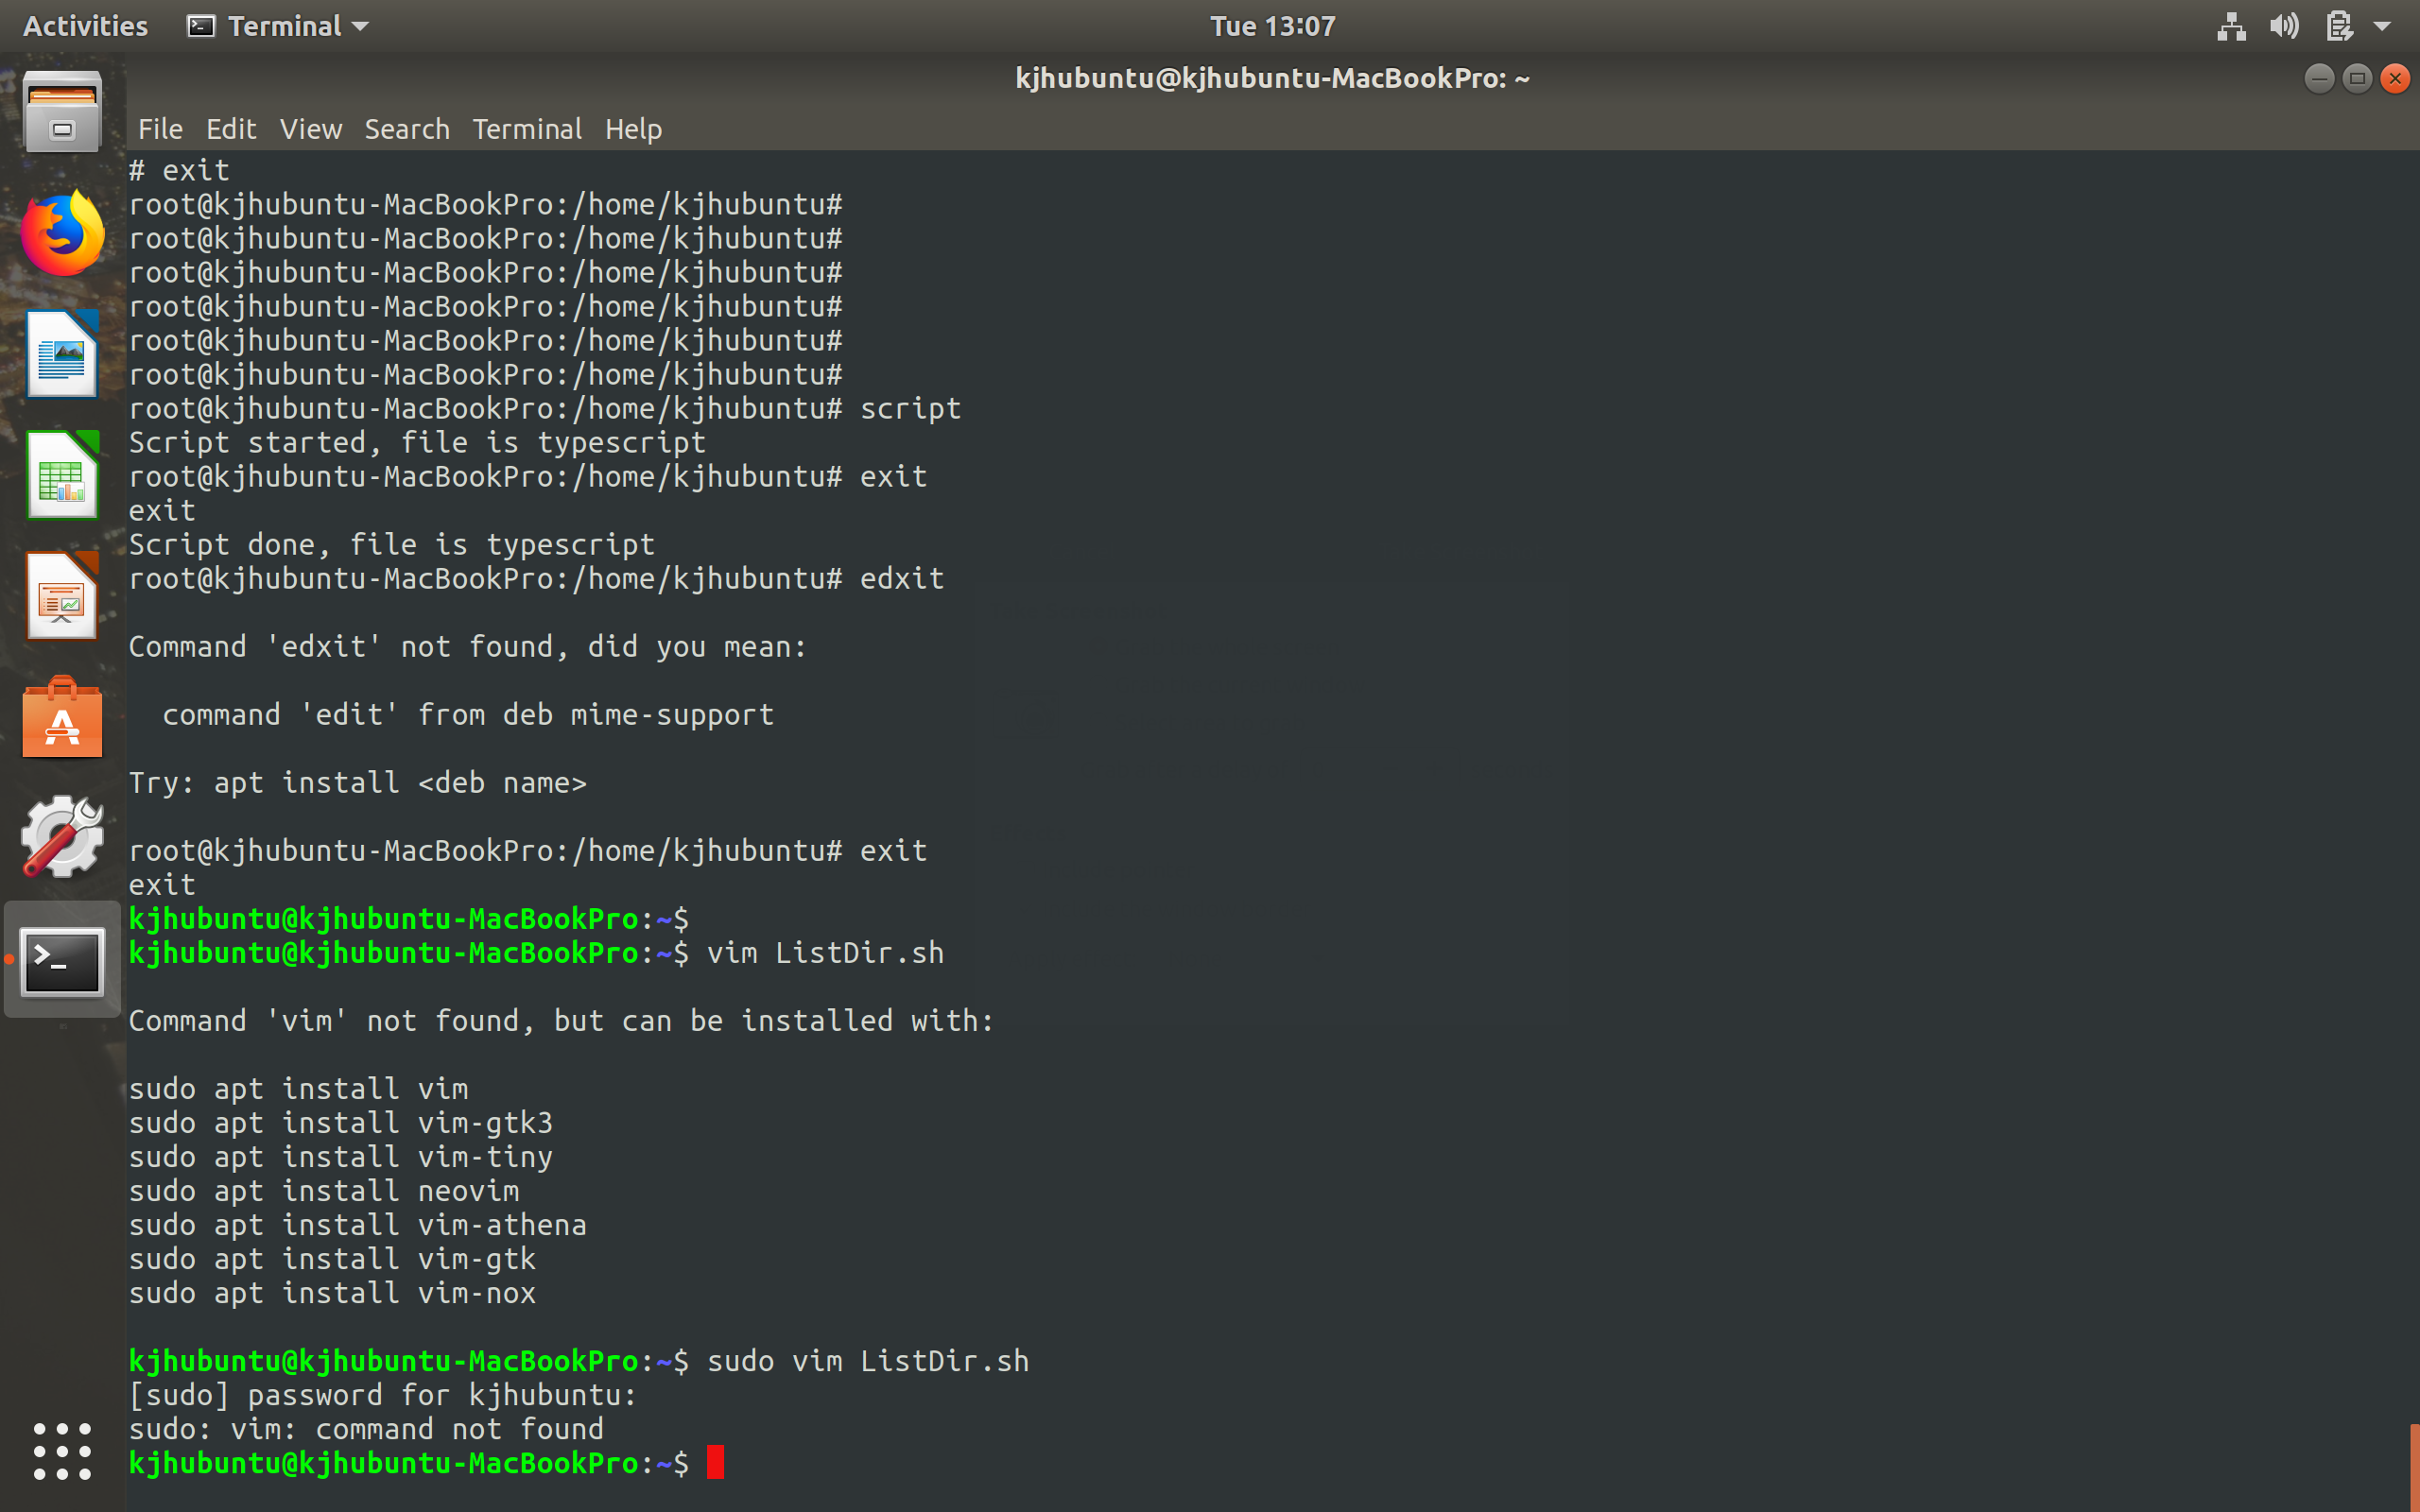 Activities Terminal Tue 13:07
kjhubuntu@kjhubuntu-MacBookPro: ~
File Edit View Search Terminal Help
# exit
root@kjhubuntu-MacBookPro:/home/kjhubuntu#
root@kjhubuntu-MacBookPro:/home/kjhubuntu#
root@kjhubuntu-MacBookPro:/home/kjhubuntu#
root@kjhubuntu-MacBookPro:/home/kjhubuntu#
root@kjhubuntu-MacBookPro:/home/kjhubuntu#
root@kjhubuntu-MacBookPro:/home/kjhubuntu#
root@kjhubuntu-MacBookPro:/home/kjhubuntu# script
Script started, file is typescript
root@kjhubuntu-MacBookPro:/home/kjhubuntu# exit
exit
Script done, file is typescript
root@kjhubuntu-MacBookPro:/home/kjhubuntu# edxit
Command 'edxit' not found, did you mean:
command 'edit' from deb mime-support
Try: apt install <deb name>
root@kjhubuntu-MacBookPro:/home/kjhubuntu# exit
exit
kjhubuntu@kjhubuntu-MacBookPro:~$
kjhubuntu@kjhubuntu-MacBookPro:~$ vim ListDir.sh
Command 'vim' not found, but can be installed with:
sudo apt install vim
sudo apt install vim-gtk3
sudo apt install vim-tiny
sudo apt install neovim
sudo apt install vim-athena
sudo apt install vim-gtk
sudo apt install vim-nox
kjhubuntu@kjhubuntu-MacBookPro:~$ sudo vim ListDir.sh
[sudo] password for kjhubuntu:
sudo: vim: command not found
kjhubuntu@kjhubuntu-MacBookPro:~$